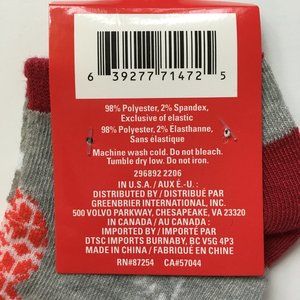 6 39277 71472 5
98% Polyester, 2% Spandex,
Exclusive of elastic
98% Polyester, 2% Élasthanne,
Sans élastique
Machine wash cold. Do not bleach.
Tumble dry low. Do not iron.
296892 2206
IN U.S.A. / AUX É.-U. :
DISTRIBUTED BY / DISTRIBUÉ PAR
GREENBRIER INTERNATIONAL, INC.
500 VOLVO PARKWAY, CHESAPEAKE, VA 23320
IN CANADA / AU CANADA :
IMPORTED BY / IMPORTÉ PAR
DTSC IMPORTS BURNABY, BC V5G 4P3
MADE IN CHINA / FABRIQUÉ EN CHINE
RN#87254 CA#57044